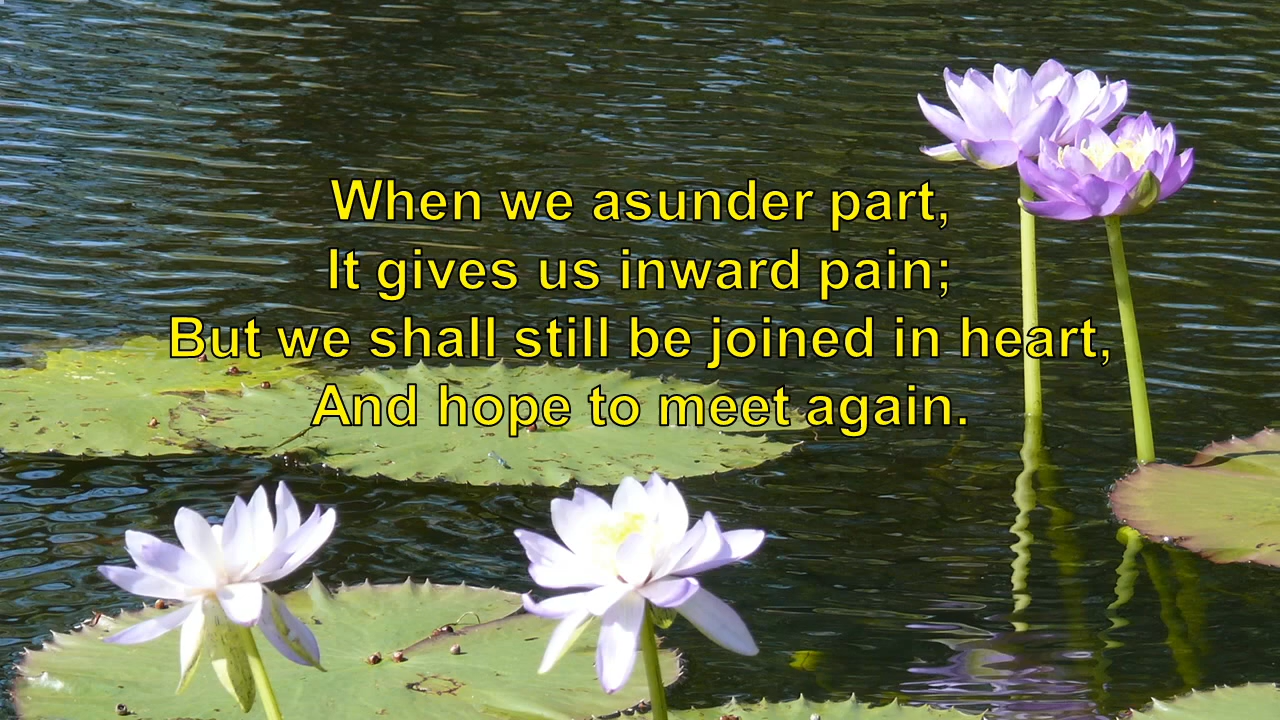 When we asunder part,
It gives us inward pain;
But we shall still be joined in heart,
And hope to meet again.